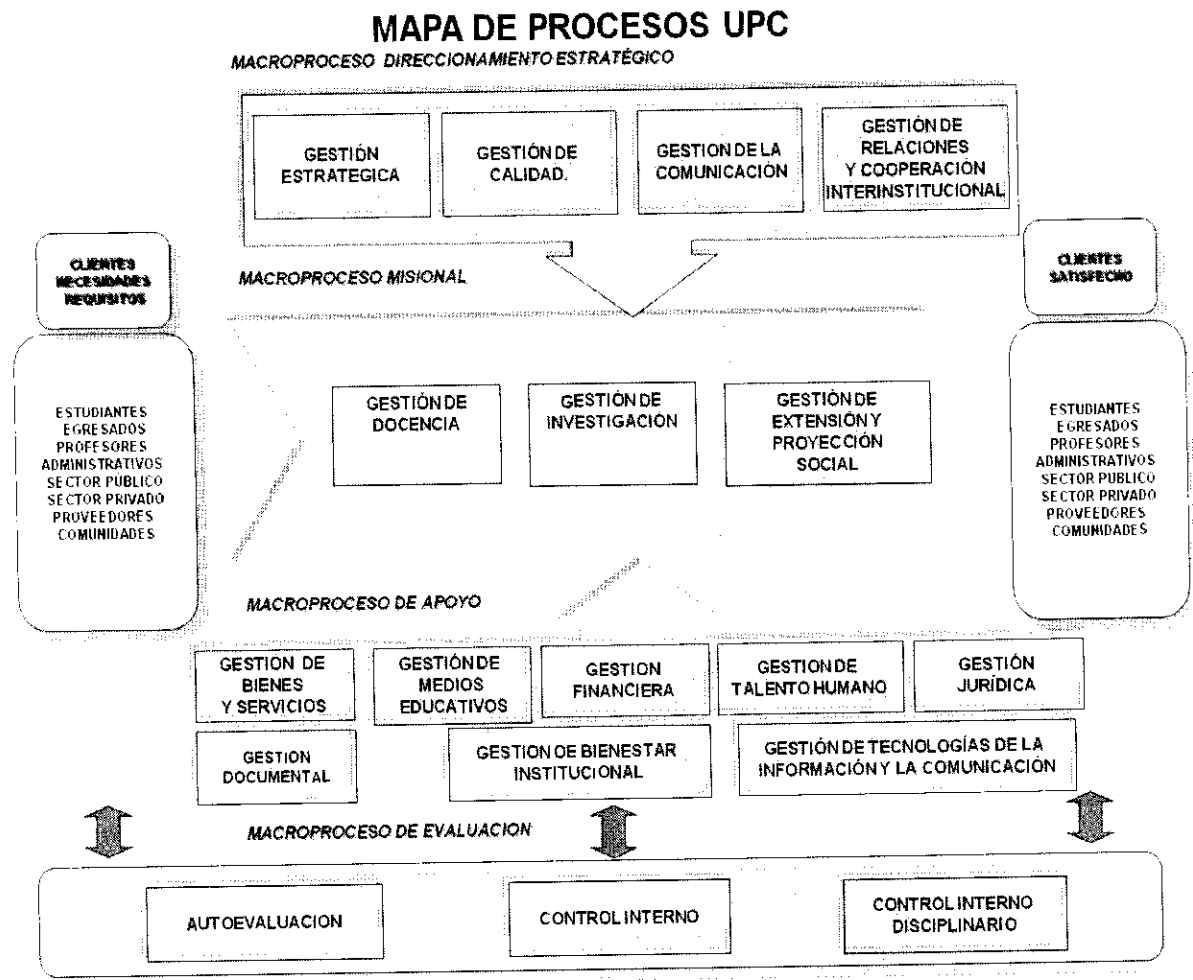 MAPA DE PROCESOS UPC
MACROPROCESO DIRECCIONAMIENTO ESTRATÉGICO
GESTIÓN
ESTRATEGICA
GESTIÓN DE
CALIDAD.
GESTION DE LA
COMUNICACIÓN
GESTIÓN DE
RELACIONES
Y COOPERACIÓN
INTERINSTITUCIONAL
CLIENTES
NECESIDADES
REQUISITOS
MACROPROCESO MISIONAL
CLIENTES
SATISFECHO
ESTUDIANTES
EGRESADOS
PROFESORES
ADMINISTRATIVOS
SECTOR PÚBLICO
SECTOR PRIVADO
PROVEEDORES
COMUNIDADES
GESTIÓN DE
DOCENCIA
GESTIÓN DE
INVESTIGACIÓN
GESTIÓN DE
EXTENSIÓN Y
PROYECCIÓN
SOCIAL
ESTUDIANTES
EGRESADOS
PROFESORES
ADMINISTRATIVOS
SECTOR PÚBLICO
SECTOR PRIVADO
PROVEEDORES
COMUNIDADES
MACROPROCESO DE APOYO
GESTION DE
BIENES
Y SERVICIOS
GESTIÓN DE
MEDIOS
EDUCATIVOS
GESTION
FINANCIERA
GESTION DE
TALENTO HUMANO
GESTIÓN
JURÍDICA
GESTION
DOCUMENTAL
GESTION DE BIENESTAR
INSTITUCIONAL
GESTIÓN DE TECNOLOGÍAS DE LA
INFORMACIÓN Y LA COMUNICACIÓN
MACROPROCESO DE EVALUACION
AUTOEVALUACION
CONTROL INTERNO
CONTROL INTERNO
DISCIPLINARIO